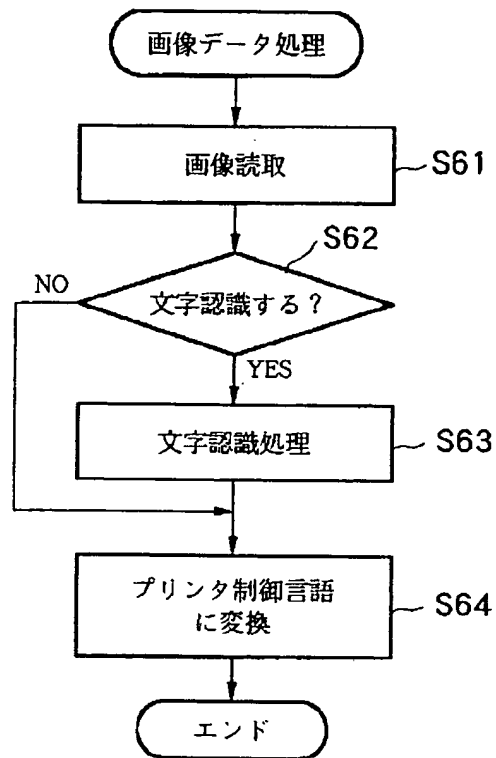 画像データ処理
画像読取
S61
S62
文字認識する?
NO
YES
文字認識処理
S63
プリンタ制御言語
に変換
S64
エンド